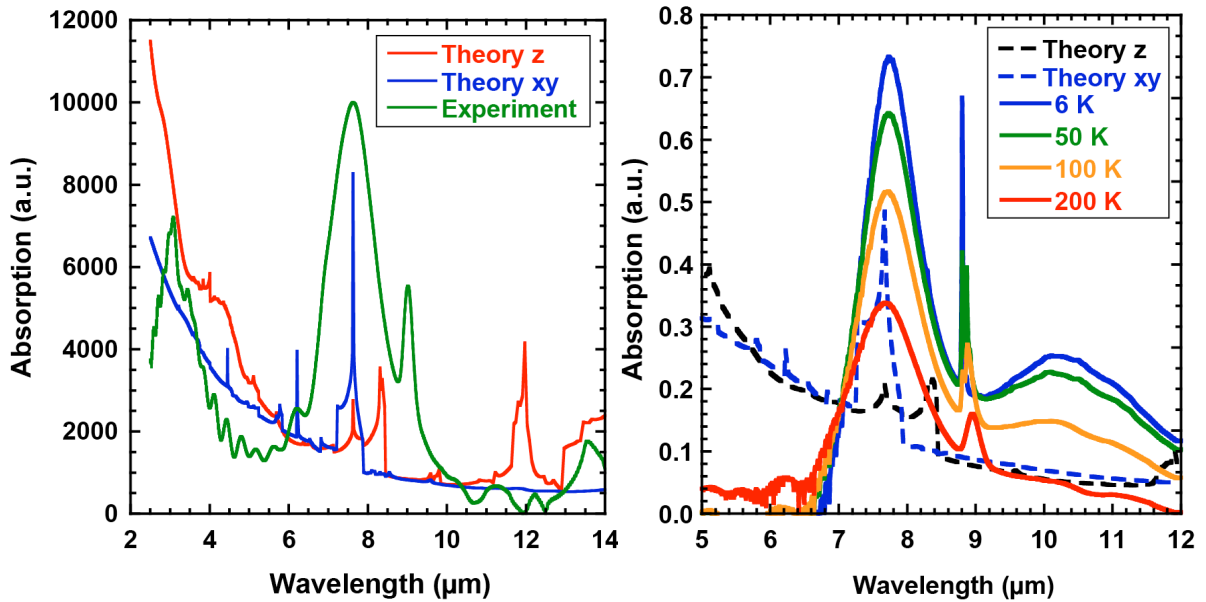 12000
10000
8000
6000
4000
2000
0
Absorption (a.u.)
2
4
6
8
10
12
14
Wavelength (μm)
Theory z
Theory xy
Experiment
0.8
0.7
0.6
0.5
0.4
0.3
0.2
0.1
0.0
Absorption (a.u.)
5
6
7
8
9
10
11
12
Wavelength (μm)
Theory z
Theory xy
6 K
50 K
100 K
200 K